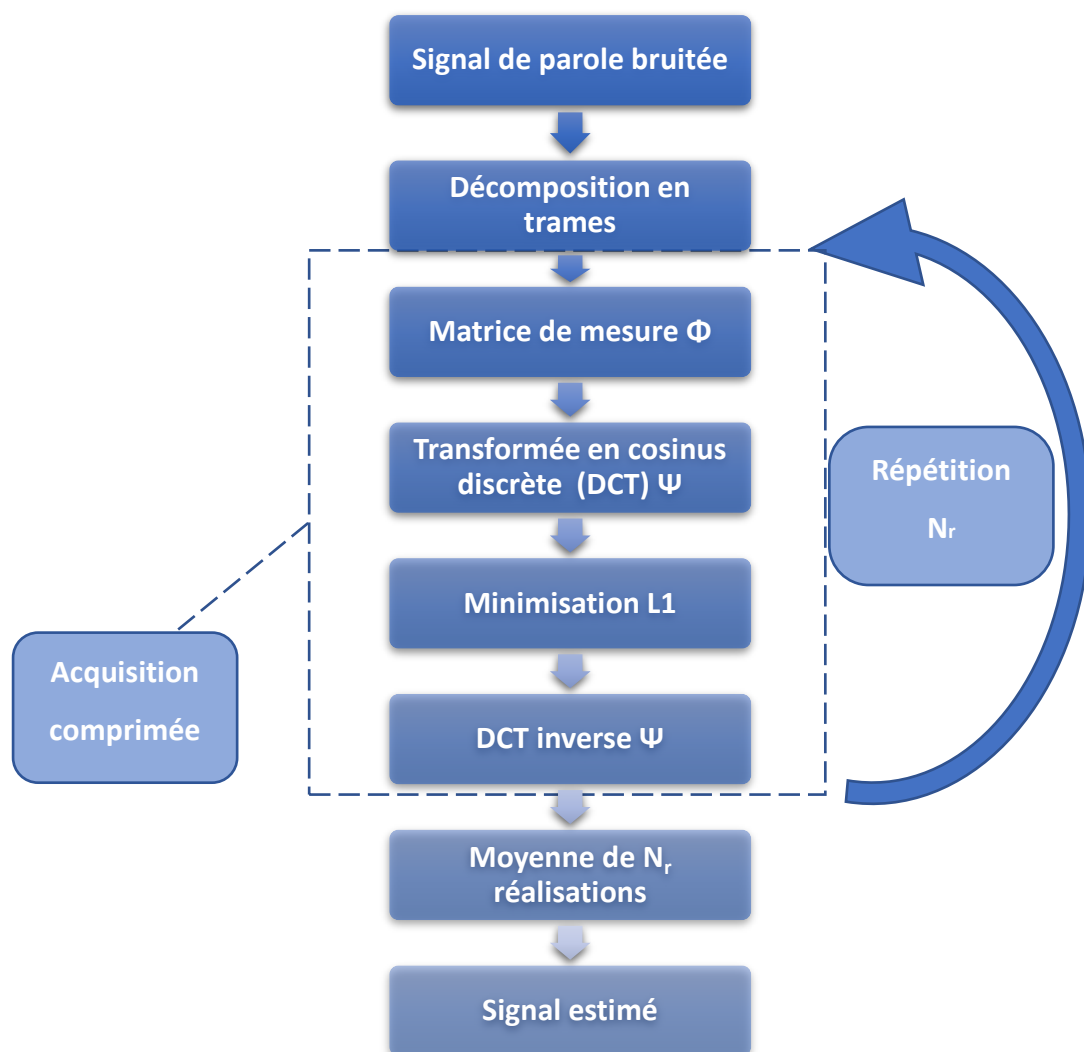 Signal de parole bruitée
Décomposition en
trames
Matrice de mesure Φ
Transformée en cosinus
discrète (DCT) Ψ
Minimisation L1
DCT inverse Ψ
Moyenne de Nr
réalisations
Signal estimé
Répétition
Nr
Acquisition
comprimée